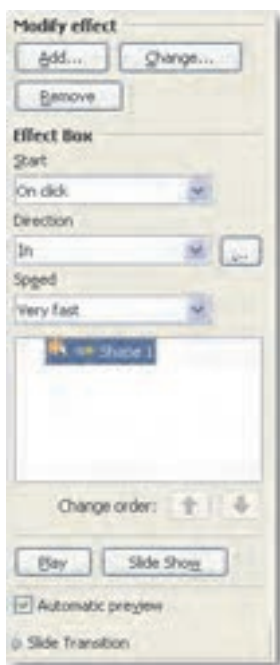 Modify effect
Add... Change...
Remove
Effect Box
Start
On click
Direction
In ...
Speed
Very fast
Shape 1
Change order:
Play Slide Show
Automatic preview
Slide Transition